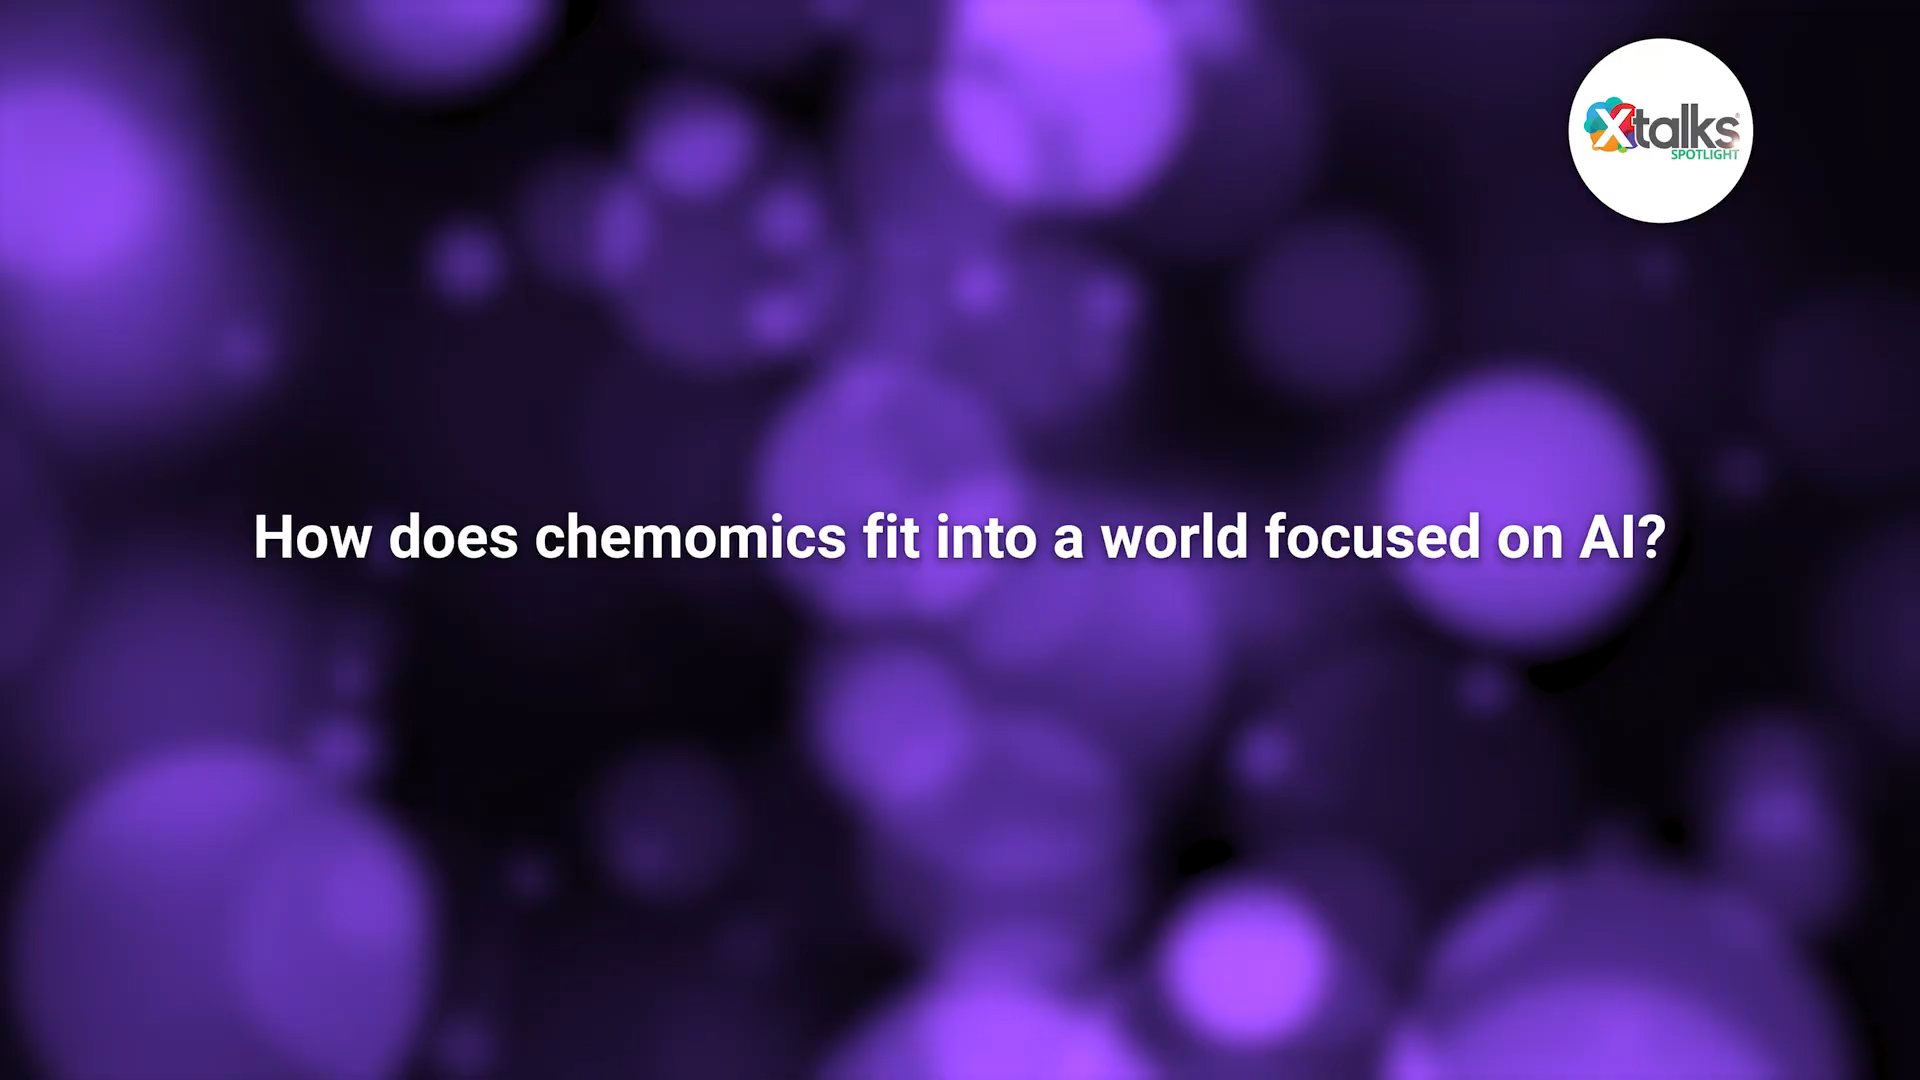 Xtalks
SPOTLIGHT
How does chemomics fit into a world focused on AI?